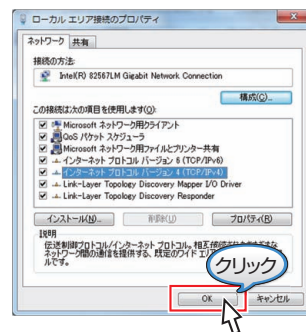 ローカル エリア接続のプロパティ
ネットワーク 共有
接続の方法:
Intel(R) 82567LM Gigabit Network Connection
構成(C)...
この接続は次の項目を使用します(O):
Microsoft ネットワーク用クライアント
QoS パケット スケジューラ
Microsoft ネットワーク用ファイルとプリンター共有
インターネット プロトコル バージョン 6 (TCP/IPv6)
インターネット プロトコル バージョン 4 (TCP/IPv4)
Link-Layer Topology Discovery Mapper I/O Driver
Link-Layer Topology Discovery Responder
インストール(N)... 削除(U) プロパティ(R)
説明
伝送制御プロトコル/インターネット プロトコル。相互接続されたさまざまな
ネットワーク間の通信を提供する、既定のワイド エリア
ルです。
クリック
OK キャンセル